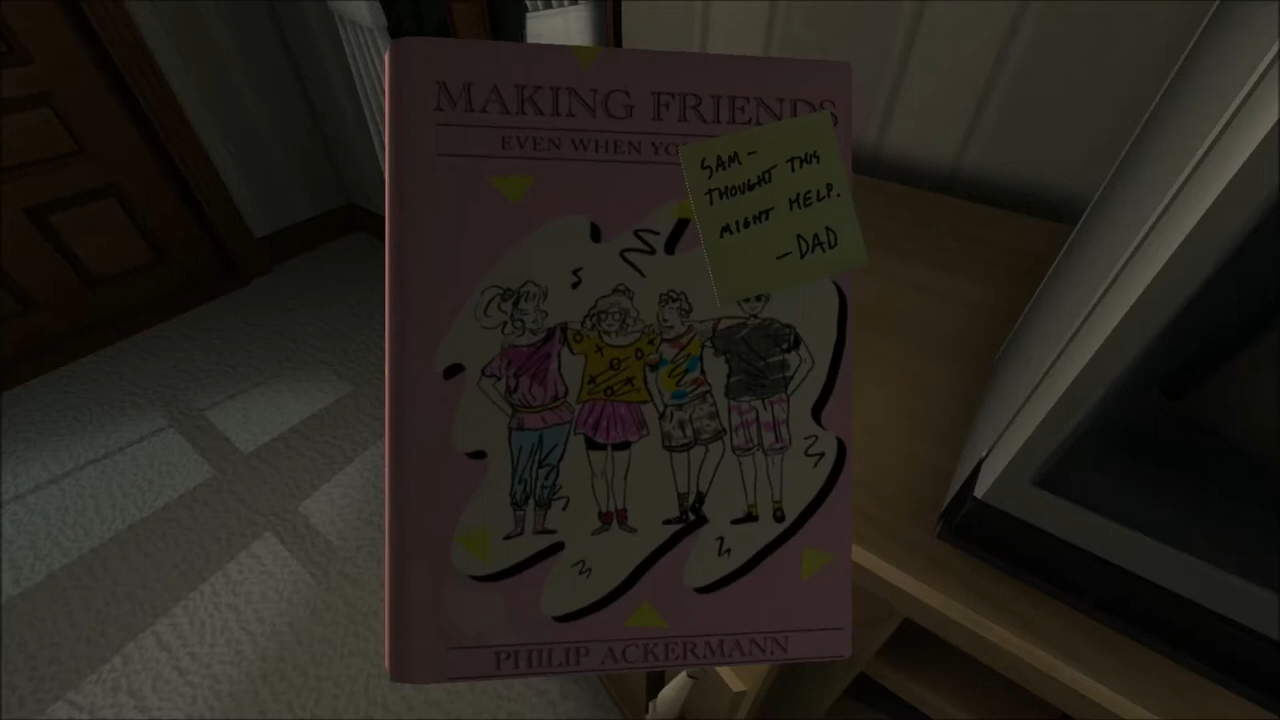 MAKING FRIENDS
EVEN WHEN YO
SAM-
THOUGHT THIS
MIGHT HELP.
-DAD
PHILIP ACKERMANN